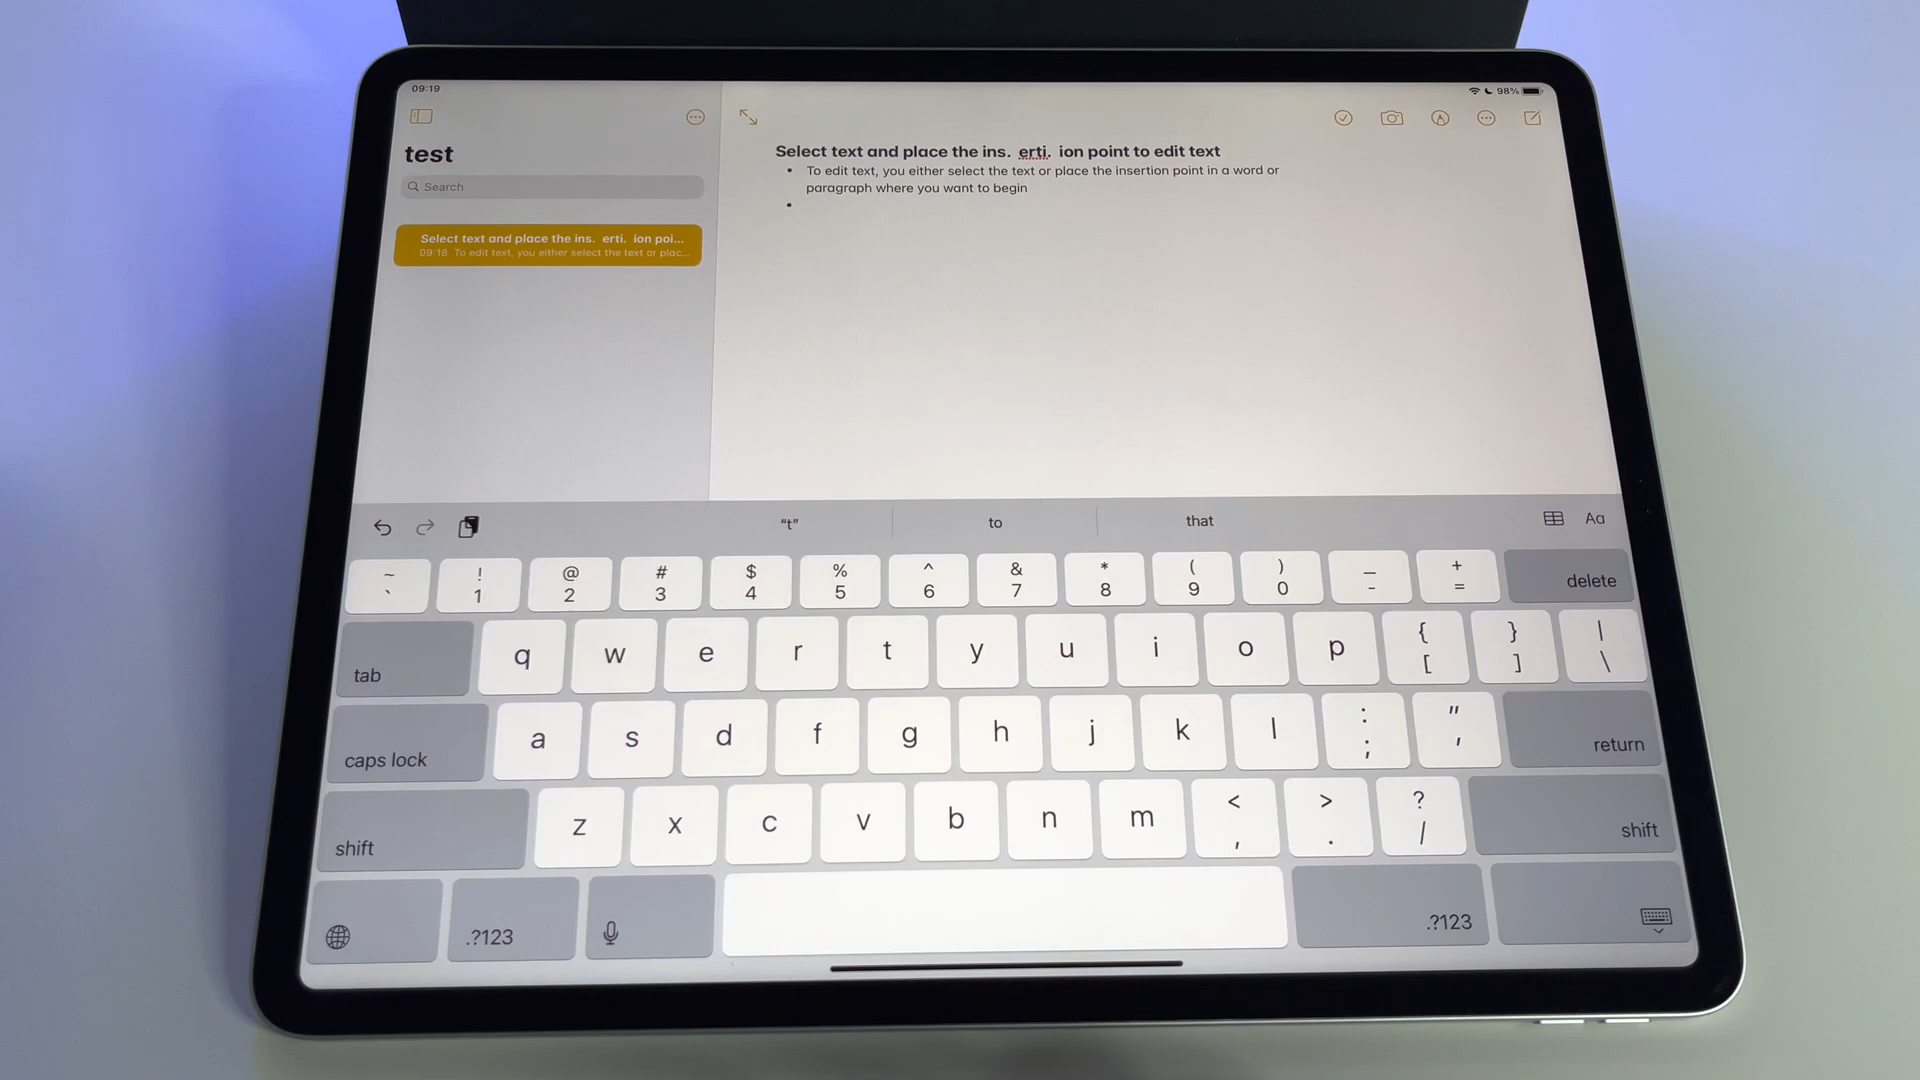 09:19
98%
test
Search
Select text and place the ins. erti. ion poi...
09:18 To edit text, you either select the text or plac...
Select text and place the ins. erti. ion point to edit text
• To edit text, you either select the text or place the insertion point in a word or
paragraph where you want to begin
•
“t” to that
Aa
~ ! @ # $ % ^ & * ( ) _ +
` 1 2 3 4 5 6 7 8 9 0 - = delete
tab q w e r t y u i o p { [ } ] | \
caps lock a s d f g h j k l : ; " ' return
shift z x c v b n m < , > . ? / shift
.?123 .?123